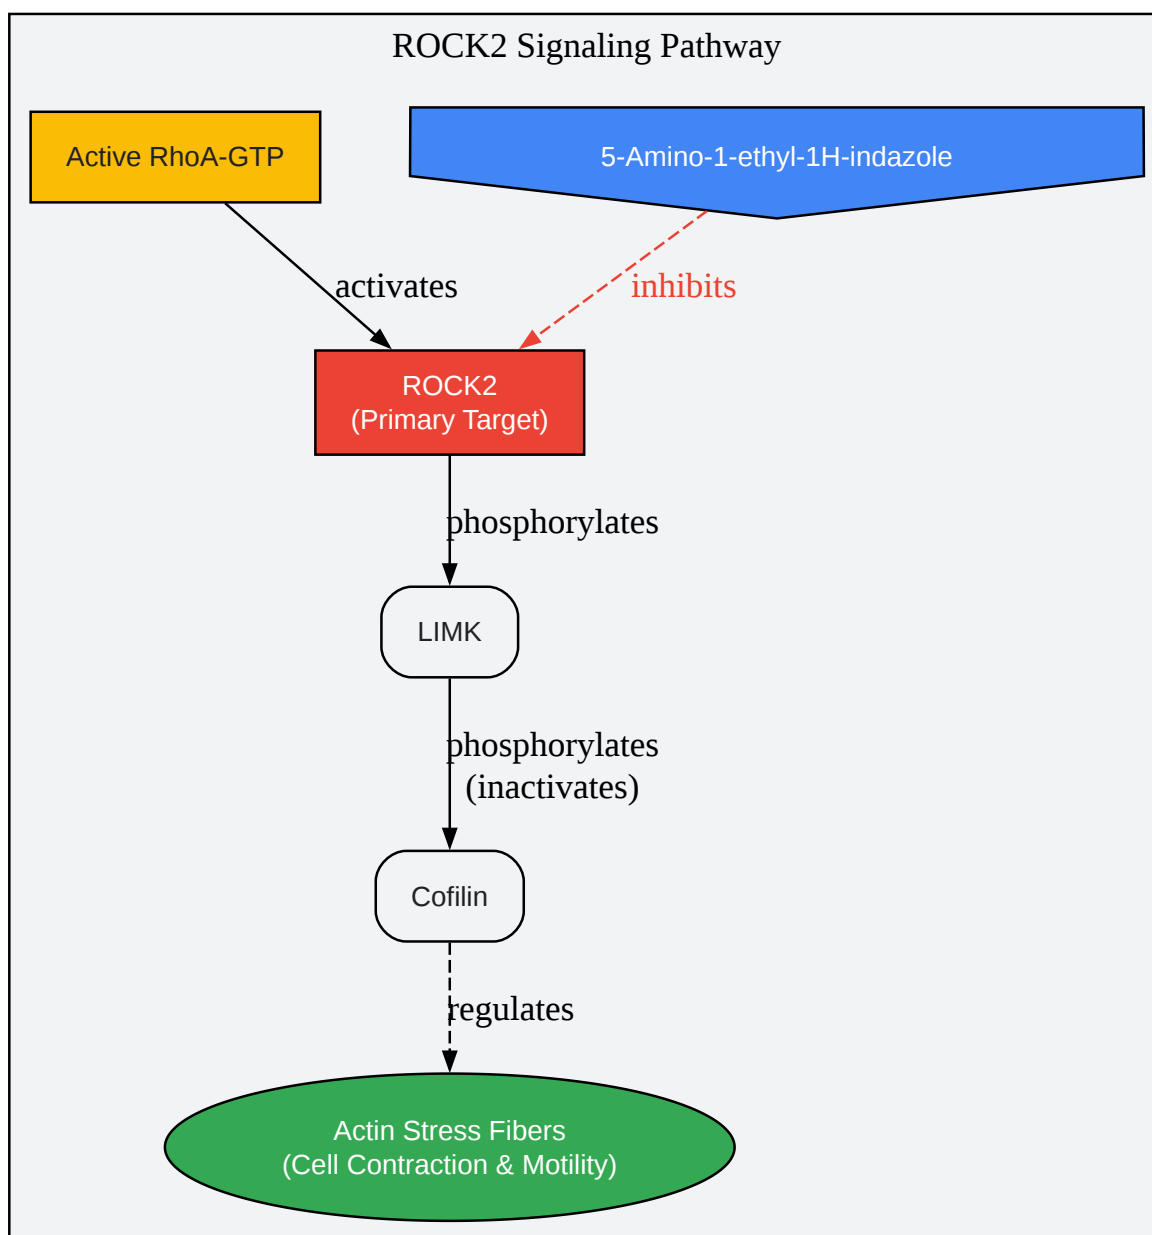 ROCK2 Signaling Pathway
Active RhoA-GTP
5-Amino-1-ethyl-1H-indazole
activates
inhibits
ROCK2
(Primary Target)
phosphorylates
LIMK
phosphorylates
(inactivates)
Cofilin
regulates
Actin Stress Fibers
(Cell Contraction & Motility)